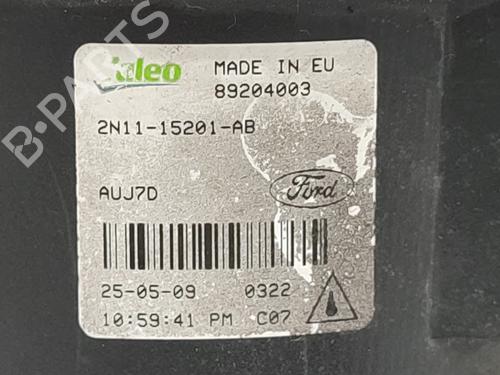 B-PARTS
Valeo
MADE IN EU
89204003
2N11-15201-AB
AUJ7D
Ford
25-05-09 0322
10:59:41 PM C07